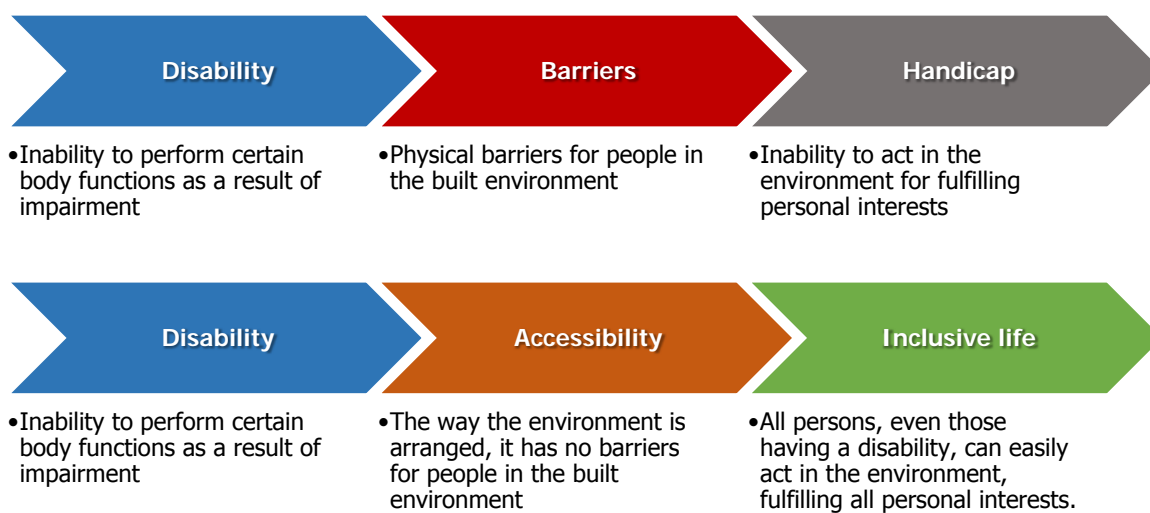 Disability
Barriers
Handicap
•Inability to perform certain
body functions as a result of
impairment
•Physical barriers for people in
the built environment
•Inability to act in the
environment for fulfilling
personal interests
Disability
Accessibility
Inclusive life
•Inability to perform certain
body functions as a result of
impairment
•The way the environment is
arranged, it has no barriers
for people in the built
environment
•All persons, even those
having a disability, can easily
act in the environment,
fulfilling all personal interests.